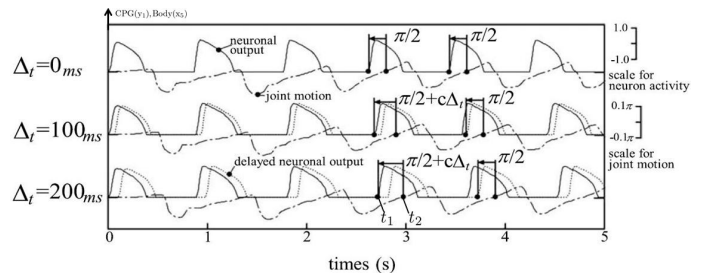 CPG(y₁),Body(x₅)
neuronal
output
π/2
π/2
1.0
-1.0
Δt=0ms
scale for
neuron activity
joint motion
π/2+cΔt
π/2
0.1π
-0.1π
Δt=100ms
scale for
joint motion
delayed neuronal output
π/2+cΔt
π/2
Δt=200ms
t₁
t₂
0
1
2
3
4
5
times (s)